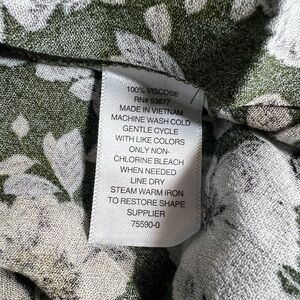 100% VISCOSE
RN# 93677
MADE IN VIETNAM
MACHINE WASH COLD
GENTLE CYCLE
WITH LIKE COLORS
ONLY NON-
CHLORINE BLEACH
WHEN NEEDED
LINE DRY
STEAM WARM IRON
TO RESTORE SHAPE
SUPPLIER
75590-0